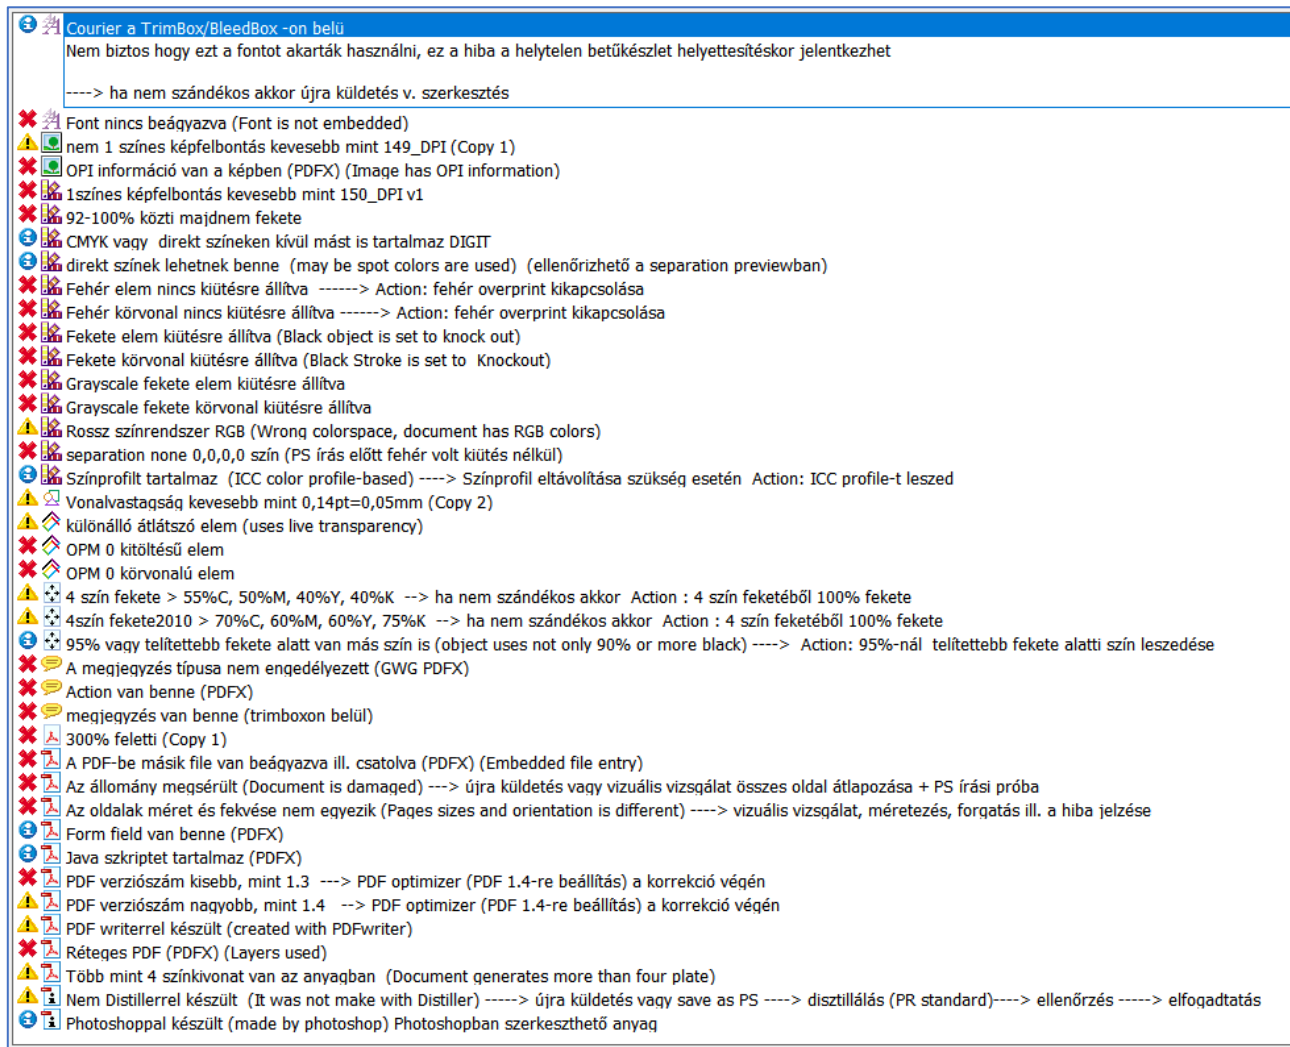 Courier a TrimBox/BleedBox -on belü
Nem biztos hogy ezt a fontot akarták használni, ez a hiba a helytelen betűkészlet helyettesítéskor jelentkezhet
----> ha nem szándékos akkor újra küldetés v. szerkesztés
Font nincs beágyazva (Font is not embedded)
nem 1 színes képfelbontás kevesebb mint 149_DPI (Copy 1)
OPI információ van a képben (PDFX) (Image has OPI information)
1színes képfelbontás kevesebb mint 150_DPI v1
92-100% közti majdnem fekete
CMYK vagy  direkt színeken kívül mást is tartalmaz DIGIT
direkt színek lehetnek benne  (may be spot colors are used)  (ellenőrizhető a separation previewban)
Fehér elem nincs kiütésre állítva  ------> Action: fehér overprint kikapcsolása
Fehér körvonal nincs kiütésre állítva ------> Action: fehér overprint kikapcsolása
Fekete elem kiütésre állítva (Black object is set to knock out)
Fekete körvonal kiütésre állítva (Black Stroke is set to  Knockout)
Grayscale fekete elem kiütésre állítva
Grayscale fekete körvonal kiütésre állítva
Rossz színrendszer RGB (Wrong colorspace, document has RGB colors)
separation none 0,0,0,0 szín (PS írás előtt fehér volt kiütés nélkül)
Színprofilt tartalmaz  (ICC color profile-based) ----> Színprofil eltávolítása szükség esetén  Action: ICC profile-t leszed
Vonalvastagság kevesebb mint 0,14pt=0,05mm (Copy 2)
különálló átlátszó elem (uses live transparency)
OPM 0 kitöltésű elem
OPM 0 körvonalú elem
4 szín fekete > 55%C, 50%M, 40%Y, 40%K  --> ha nem szándékos akkor  Action : 4 szín feketéből 100% fekete
4szín fekete2010 > 70%C, 60%M, 60%Y, 75%K  --> ha nem szándékos akkor  Action : 4 szín feketéből 100% fekete
95% vagy telítettebb fekete alatt van más szín is (object uses not only 90% or more black) ---->  Action: 95%-nál  telítettebb fekete alatti szín leszedése
A megjegyzés típusa nem engedélyezett (GWG PDFX)
Action van benne (PDFX)
megjegyzés van benne (trimboxon belül)
300% feletti (Copy 1)
A PDF-be másik file van beágyazva ill. csatolva (PDFX) (Embedded file entry)
Az állomány megsérült (Document is damaged) ---> újra küldetés vagy vizuális vizsgálat összes oldal átlapozása + PS írási próba
Az oldalak méret és fekvése nem egyezik (Pages sizes and orientation is different) ----> vizuális vizsgálat, méretezés, forgatás ill. a hiba jelzése
Form field van benne (PDFX)
Java szkriptet tartalmaz (PDFX)
PDF verziószám kisebb, mint 1.3  ---> PDF optimizer (PDF 1.4-re beállítás) a korrekció végén
PDF verziószám nagyobb, mint 1.4  --> PDF optimizer (PDF 1.4-re beállítás) a korrekció végén
PDF writerrel készült (created with PDFwriter)
Réteges PDF (PDFX) (Layers used)
Több mint 4 színkivonat van az anyagban  (Document generates more than four plate)
Nem Distillerrel készült  (It was not make with Distiller) -----> újra küldetés vagy save as PS ----> disztillálás (PR standard)----> ellenőrzés -----> elfogadtatás
Photoshoppal készült (made by photoshop) Photoshopban szerkeszthető anyag